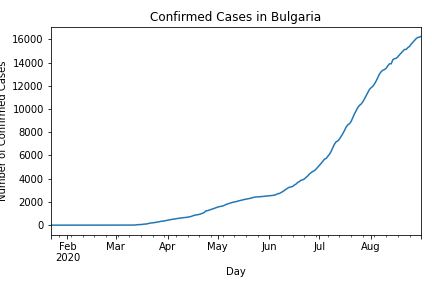 Confirmed Cases in Bulgaria
Number of Confirmed Cases
16000
14000
12000
10000
8000
6000
4000
2000
0
Feb Mar Apr May Jun Jul Aug
2020
Day